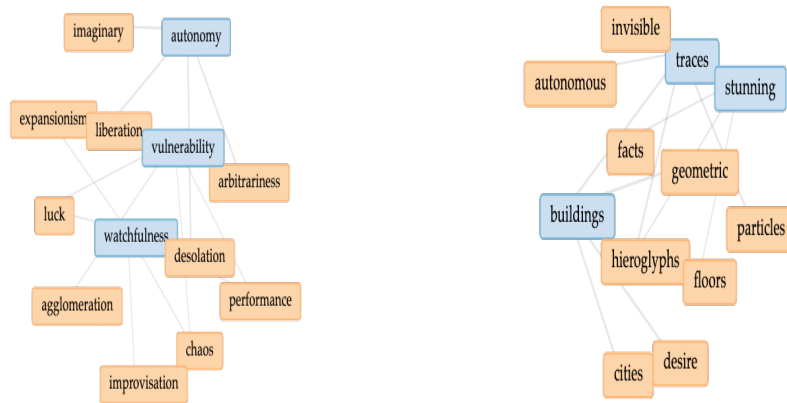 imaginary
autonomy
expansionism
liberation
vulnerability
arbitrariness
luck
watchfulness
desolation
agglomeration
performance
chaos
improvisation
invisible
traces
autonomous
stunning
facts
geometric
buildings
particles
hieroglyphs
floors
cities
desire